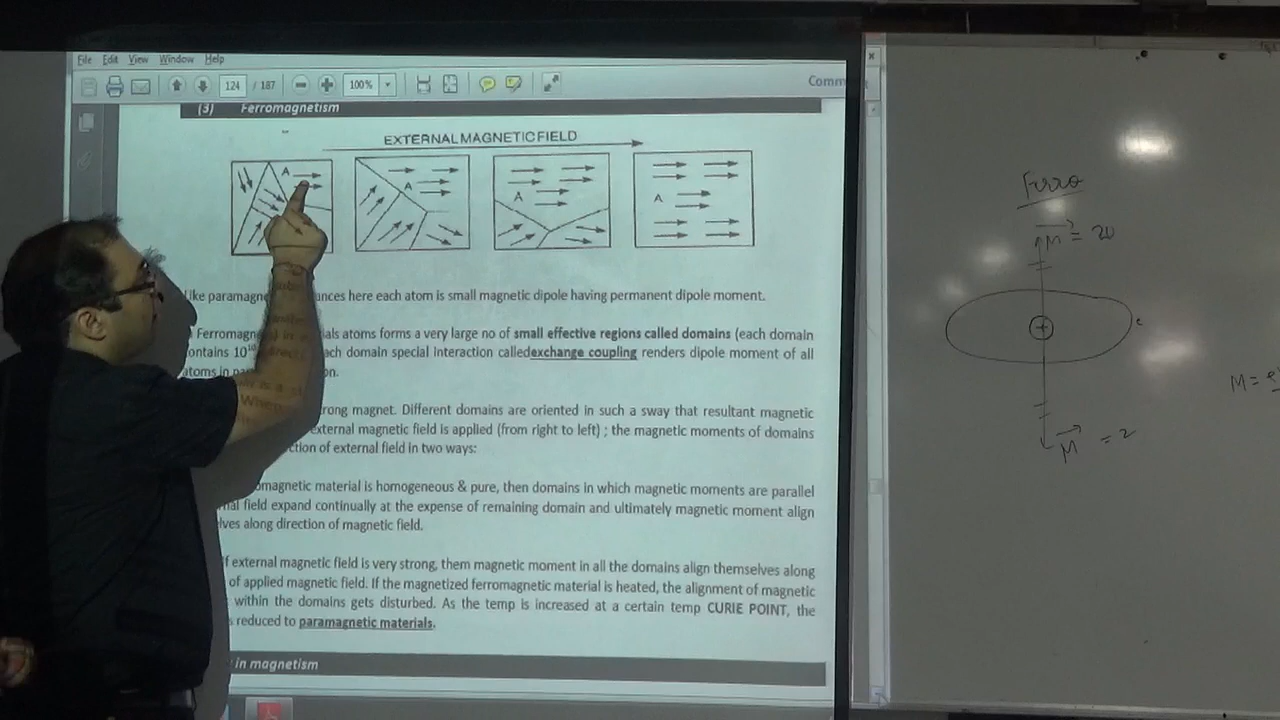 File Edit View Window Help
124 / 187 100% Comm
(3) Ferromagnetism
EXTERNAL MAGNETIC FIELD
A A A A
Like paramagne ances here each atom is small magnetic dipole having permanent dipole moment.
Ferromagne ials atoms forms a very large no of small effective regions called domains (each domain
ontains 10 ach domain special Interaction calledexchange coupling renders dipole moment of all
atoms in pa on.
rong magnet. Different domains are oriented in such a sway that resultant magnetic
external magnetic field is applied (from right to left) ; the magnetic moments of domains
ction of external field in two ways:
omagnetic material is homogeneous & pure, then domains in which magnetic moments are parallel
nal field expand continually at the expense of remaining domain and ultimately magnetic moment align
lves along direction of magnetic field.
f external magnetic field is very strong, them magnetic moment in all the domains align themselves along
of applied magnetic field. If the magnetized ferromagnetic material is heated, the alignment of magnetic
within the domains gets disturbed. As the temp is increased at a certain temp CURIE POINT, the
s reduced to paramagnetic materials.
in magnetism
Ferro
M = 20
+
e
M = 2
M =